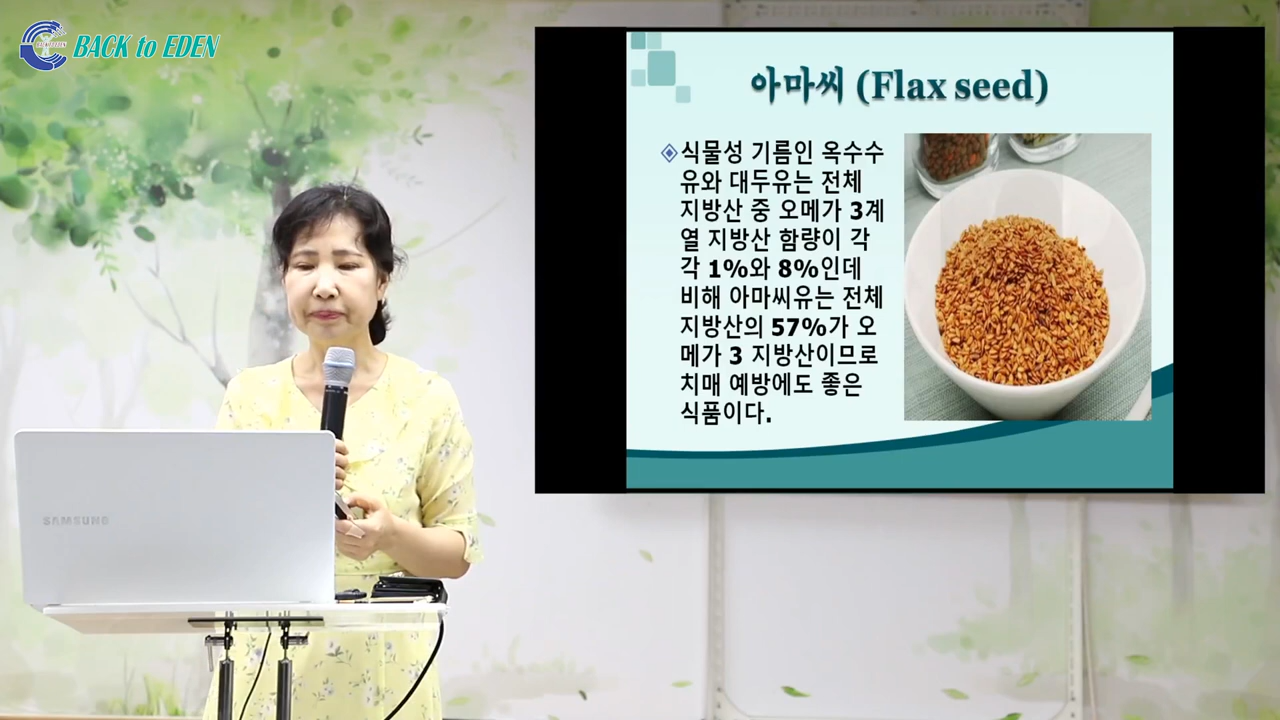 BACK to EDEN
아마씨 (Flax seed)
식물성 기름인 옥수수
유와 대두유는 전체
지방산 중 오메가 3계
열 지방산 함량이 각
각 1%와 8%인데
비해 아마씨유는 전체
지방산의 57%가 오
메가 3 지방산이므로
치매 예방에도 좋은
식품이다.
SAMSUNG